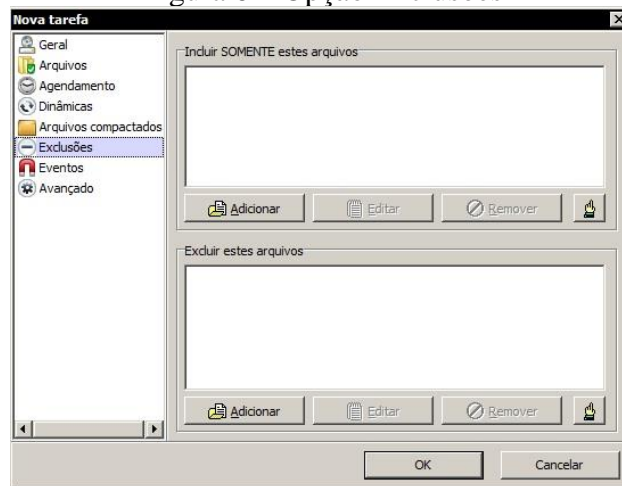 Nova tarefa
Geral
Arquivos
Agendamento
Dinâmicas
Arquivos compactados
Exclusões
Eventos
Avançado
Incluir SOMENTE estes arquivos
Adicionar
Editar
Remover
Excluir estes arquivos
Adicionar
Editar
Remover
OK
Cancelar